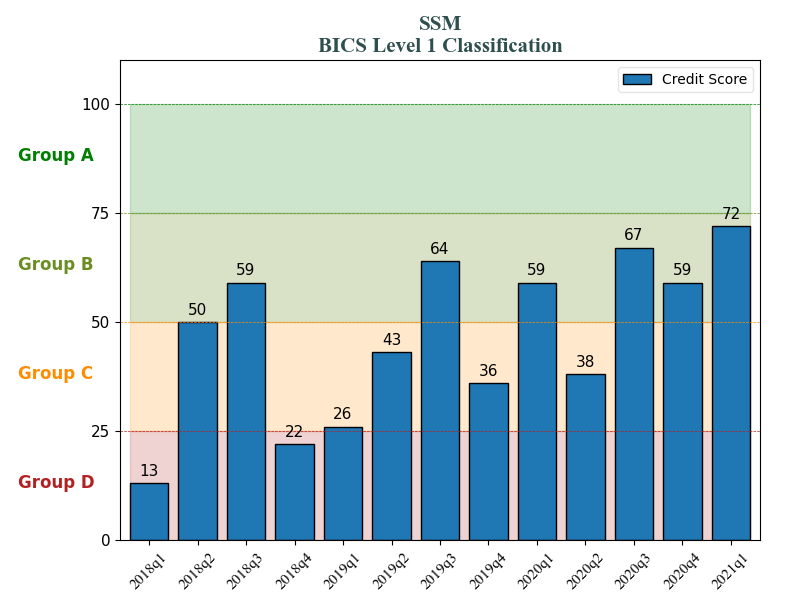 SSM
BICS Level 1 Classification
Credit Score
100
Group A
75
72
67
Group B
64
59
59
59
50
50
43
38
Group C
36
26
25
22
13
Group D
0
2018q1
2018q2
2018q3
2018q4
2019q1
2019q2
2019q3
2019q4
2020q1
2020q2
2020q3
2020q4
2021q1